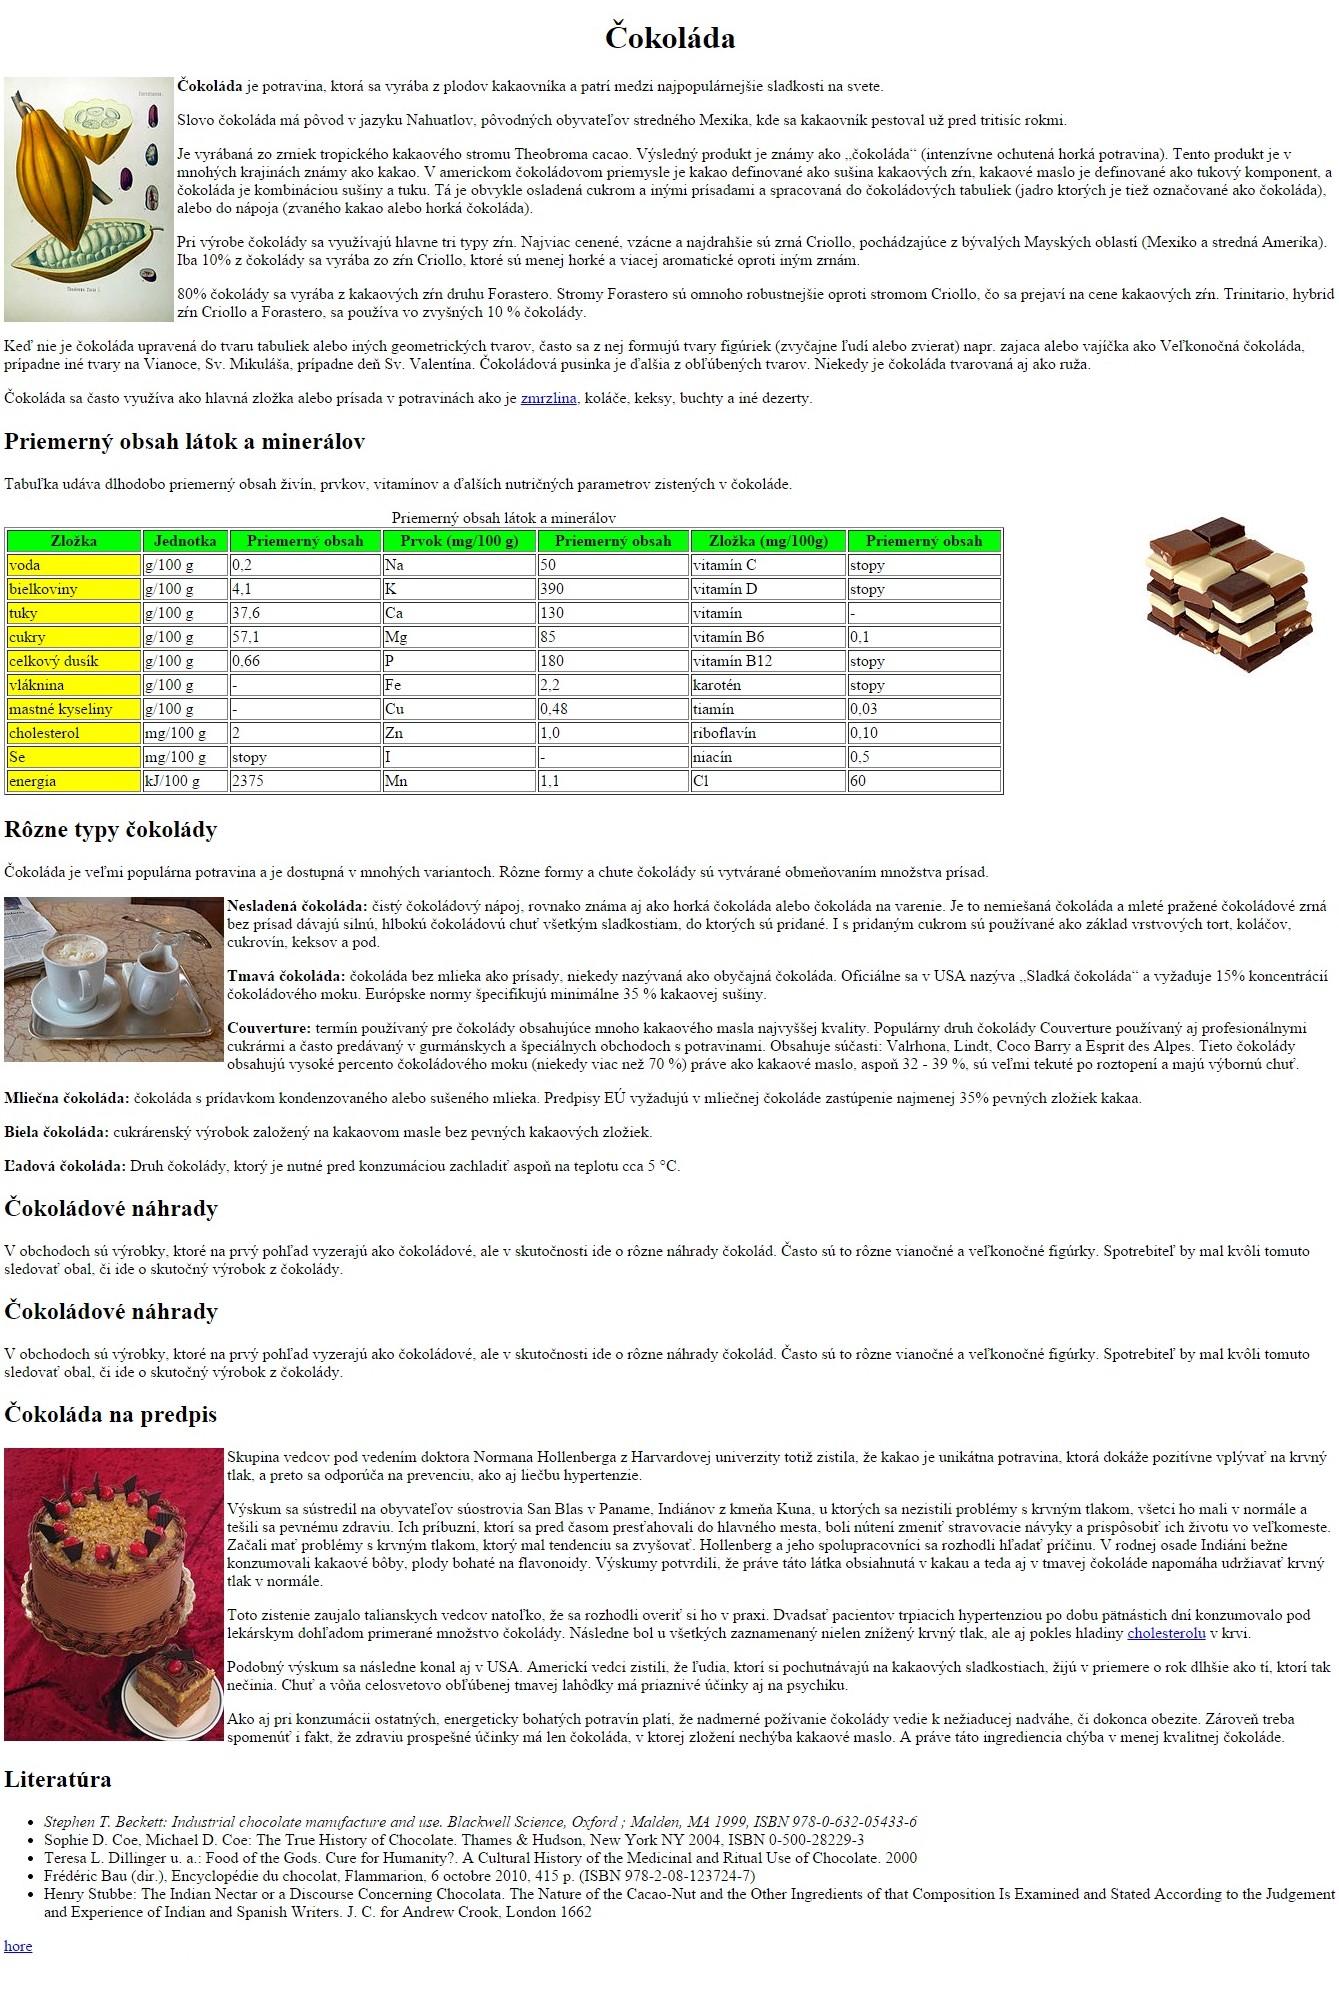 Čokoláda
Čokoláda je potravina, ktorá sa vyrába z plodov kakaovníka a patrí medzi najpopulárnejšie sladkosti na svete.
Slovo čokoláda má pôvod v jazyku Nahuatlov, pôvodných obyvateľov stredného Mexika, kde sa kakaovník pestoval už pred tritisíc rokmi.
Je vyrábaná zo zrniek tropického kakaového stromu Theobroma cacao. Výsledný produkt je známy ako „čokoláda“ (intenzívne ochutená horká potravina). Tento produkt je v
mnohých krajinách známy ako kakao. V americkom čokoládovom priemysle je kakao definované ako sušina kakaových zŕn, kakaové maslo je definované ako tukový komponent, a
čokoláda je kombináciou sušiny a tuku. Tá je obvykle osladená cukrom a inými prísadami a spracovaná do čokoládových tabuliek (jadro ktorých je tiež označované ako čokoláda),
alebo do nápoja (zvaného kakao alebo horká čokoláda).
Pri výrobe čokolády sa využívajú hlavne tri typy zŕn. Najviac cenené, vzácne a najdrahšie sú zrná Criollo, pochádzajúce z bývalých Mayských oblastí (Mexiko a stredná Amerika).
Iba 10% z čokolády sa vyrába zo zŕn Criollo, ktoré sú menej horké a viacej aromatické oproti iným zrnám.
80% čokolády sa vyrába z kakaových zŕn druhu Forastero. Stromy Forastero sú omnoho robustnejšie oproti stromom Criollo, čo sa prejaví na cene kakaových zŕn. Trinitario, hybrid
zŕn Criollo a Forastero, sa používa vo zvyšných 10 % čokolády.
Keď nie je čokoláda upravená do tvaru tabuliek alebo iných geometrických tvarov, často sa z nej formujú tvary figúriek (zvyčajne ľudí alebo zvierat) napr. zajaca alebo vajíčka ako Veľkonočná čokoláda,
prípadne iné tvary na Vianoce, Sv. Mikuláša, prípadne deň Sv. Valentína. Čokoládová pusinka je ďalšia z obľúbených tvarov. Niekedy je čokoláda tvarovaná aj ako ruža.
Čokoláda sa často využíva ako hlavná zložka alebo prísada v potravinách ako je zmrzlina, koláče, keksy, buchty a iné dezerty.
Priemerný obsah látok a minerálov
Tabuľka udáva dlhodobo priemerný obsah živín, prvkov, vitamínov a ďalších nutričných parametrov zistených v čokoláde.
Priemerný obsah látok a minerálov
Zložka Jednotka Priemerný obsah Prvok (mg/100 g) Priemerný obsah Zložka (mg/100g) Priemerný obsah
voda g/100 g 0,2 Na 50 vitamín C stopy
bielkoviny g/100 g 4,1 K 390 vitamín D stopy
tuky g/100 g 37,6 Ca 130 vitamín -
cukry g/100 g 57,1 Mg 85 vitamín B6 0,1
celkový dusík g/100 g 0,66 P 180 vitamín B12 stopy
vláknina g/100 g - Fe 2,2 karotén stopy
mastné kyseliny g/100 g - Cu 0,48 tiamín 0,03
cholesterol mg/100 g 2 Zn 1,0 riboflavín 0,10
Se mg/100 g stopy I - niacín 0,5
energia kJ/100 g 2375 Mn 1,1 Cl 60
Rôzne typy čokolády
Čokoláda je veľmi populárna potravina a je dostupná v mnohých variantoch. Rôzne formy a chute čokolády sú vytvárané obmeňovaním množstva prísad.
Nesladená čokoláda: čistý čokoládový nápoj, rovnako známa aj ako horká čokoláda alebo čokoláda na varenie. Je to nemiešaná čokoláda a mleté pražené čokoládové zrná
bez prísad dávajú silnú, hlbokú čokoládovú chuť všetkým sladkostiam, do ktorých sú pridané. I s pridaným cukrom sú používané ako základ vrstvových tort, koláčov,
cukrovín, keksov a pod.
Tmavá čokoláda: čokoláda bez mlieka ako prísady, niekedy nazývaná ako obyčajná čokoláda. Oficiálne sa v USA nazýva „Sladká čokoláda“ a vyžaduje 15% koncentrácií
čokoládového moku. Európske normy špecifikujú minimálne 35 % kakaovej sušiny.
Couverture: termín používaný pre čokolády obsahujúce mnoho kakaového masla najvyššej kvality. Populárny druh čokolády Couverture používaný aj profesionálnymi
cukrármi a často predávaný v gurmánskych a špeciálnych obchodoch s potravinami. Obsahuje súčasti: Valrhona, Lindt, Coco Barry a Esprit des Alpes. Tieto čokolády
obsahujú vysoké percento čokoládového moku (niekedy viac než 70 %) práve ako kakaové maslo, aspoň 32 - 39 %, sú veľmi tekuté po roztopení a majú výbornú chuť.
Mliečna čokoláda: čokoláda s prídavkom kondenzovaného alebo sušeného mlieka. Predpisy EÚ vyžadujú v mliečnej čokoláde zastúpenie najmenej 35% pevných zložiek kakaa.
Biela čokoláda: cukrárenský výrobok založený na kakaovom masle bez pevných kakaových zložiek.
Ľadová čokoláda: Druh čokolády, ktorý je nutné pred konzumáciou zachladiť aspoň na teplotu cca 5 °C.
Čokoládové náhrady
V obchodoch sú výrobky, ktoré na prvý pohľad vyzerajú ako čokoládové, ale v skutočnosti ide o rôzne náhrady čokolád. Často sú to rôzne vianočné a veľkonočné figúrky. Spotrebiteľ by mal kvôli tomuto
sledovať obal, či ide o skutočný výrobok z čokolády.
Čokoládové náhrady
V obchodoch sú výrobky, ktoré na prvý pohľad vyzerajú ako čokoládové, ale v skutočnosti ide o rôzne náhrady čokolád. Často sú to rôzne vianočné a veľkonočné figúrky. Spotrebiteľ by mal kvôli tomuto
sledovať obal, či ide o skutočný výrobok z čokolády.
Čokoláda na predpis
Skupina vedcov pod vedením doktora Normana Hollenberga z Harvardovej univerzity totiž zistila, že kakao je unikátna potravina, ktorá dokáže pozitívne vplývať na krvný
tlak, a preto sa odporúča na prevenciu, ako aj liečbu hypertenzie.
Výskum sa sústredil na obyvateľov súostrovia San Blas v Paname, Indiánov z kmeňa Kuna, u ktorých sa nezistili problémy s krvným tlakom, všetci ho mali v normále a
tešili sa pevnému zdraviu. Ich príbuzní, ktorí sa pred časom presťahovali do hlavného mesta, boli nútení zmeniť stravovacie návyky a prispôsobiť ich životu vo veľkomeste.
Začali mať problémy s krvným tlakom, ktorý mal tendenciu sa zvyšovať. Hollenberg a jeho spolupracovníci sa rozhodli hľadať príčinu. V rodnej osade Indiáni bežne
konzumovali kakaové bôby, plody bohaté na flavonoidy. Výskumy potvrdili, že práve táto látka obsiahnutá v kakau a teda aj v tmavej čokoláde napomáha udržiavať krvný
tlak v normále.
Toto zistenie zaujalo talianskych vedcov natoľko, že sa rozhodli overiť si ho v praxi. Dvadsať pacientov trpiacich hypertenziou po dobu pätnástich dní konzumovalo pod
lekárskym dohľadom primerané množstvo čokolády. Následne bol u všetkých zaznamenaný nielen znížený krvný tlak, ale aj pokles hladiny cholesterolu v krvi.
Podobný výskum sa následne konal aj v USA. Americkí vedci zistili, že ľudia, ktorí si pochutnávajú na kakaových sladkostiach, žijú v priemere o rok dlhšie ako tí, ktorí tak
nečinia. Chuť a vôňa celosvetovo obľúbenej tmavej lahôdky má priaznivé účinky aj na psychiku.
Ako aj pri konzumácii ostatných, energeticky bohatých potravín platí, že nadmerné požívanie čokolády vedie k nežiaducej nadváhe, či dokonca obezite. Zároveň treba
spomenúť i fakt, že zdraviu prospešné účinky má len čokoláda, v ktorej zložení nechýba kakaové maslo. A práve táto ingrediencia chýba v menej kvalitnej čokoláde.
Literatúra
Stephen T. Beckett: Industrial chocolate manufacture and use. Blackwell Science, Oxford ; Malden, MA 1999, ISBN 978-0-632-05433-6
Sophie D. Coe, Michael D. Coe: The True History of Chocolate. Thames & Hudson, New York NY 2004, ISBN 0-500-28229-3
Teresa L. Dillinger u. a.: Food of the Gods. Cure for Humanity?. A Cultural History of the Medicinal and Ritual Use of Chocolate. 2000
Frédéric Bau (dir.), Encyclopédie du chocolat, Flammarion, 6 octobre 2010, 415 p. (ISBN 978-2-08-123724-7)
Henry Stubbe: The Indian Nectar or a Discourse Concerning Chocolata. The Nature of the Cacao-Nut and the Other Ingredients of that Composition Is Examined and Stated According to the Judgement
and Experience of Indian and Spanish Writers. J. C. for Andrew Crook, London 1662
hore